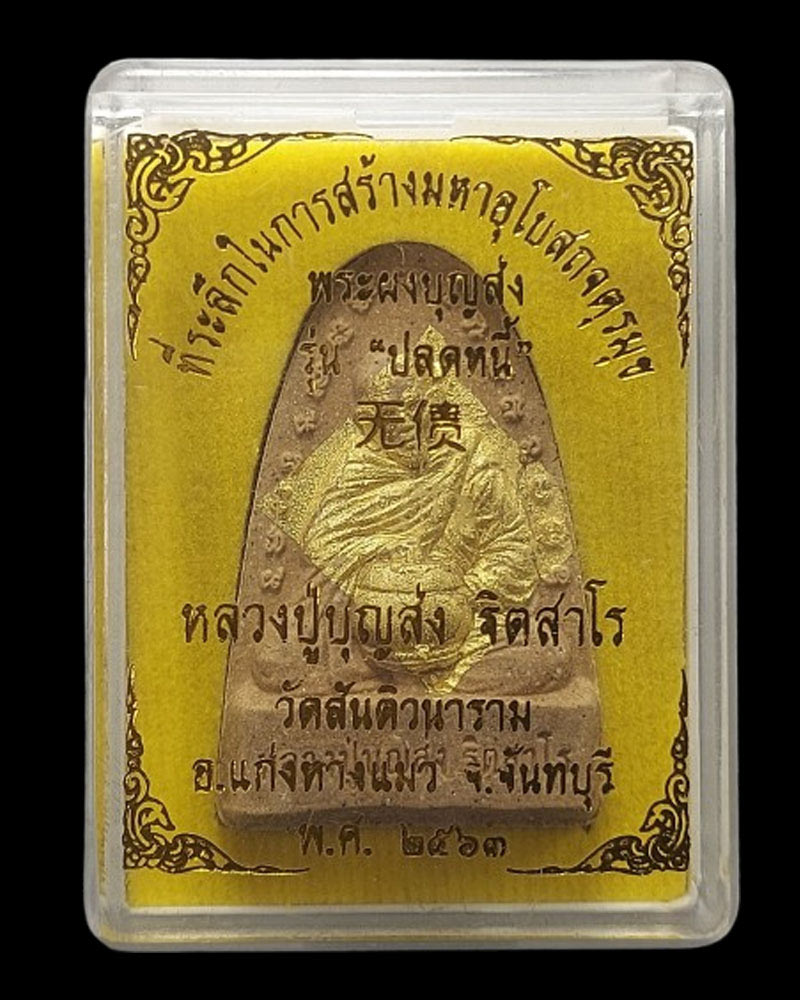 ที่ระลึกในการสร้างมหาอุโบสถจตุรมุข
พระผงบุญส่ง
รุ่น “ปลดหนี้”
无债
หลวงปู่บุญส่ง ฐิตสาโร
วัดสันติวนาราม
อ.แก่งหางแมว จ.จันทบุรี
พ.ศ. ๒๕๖๓